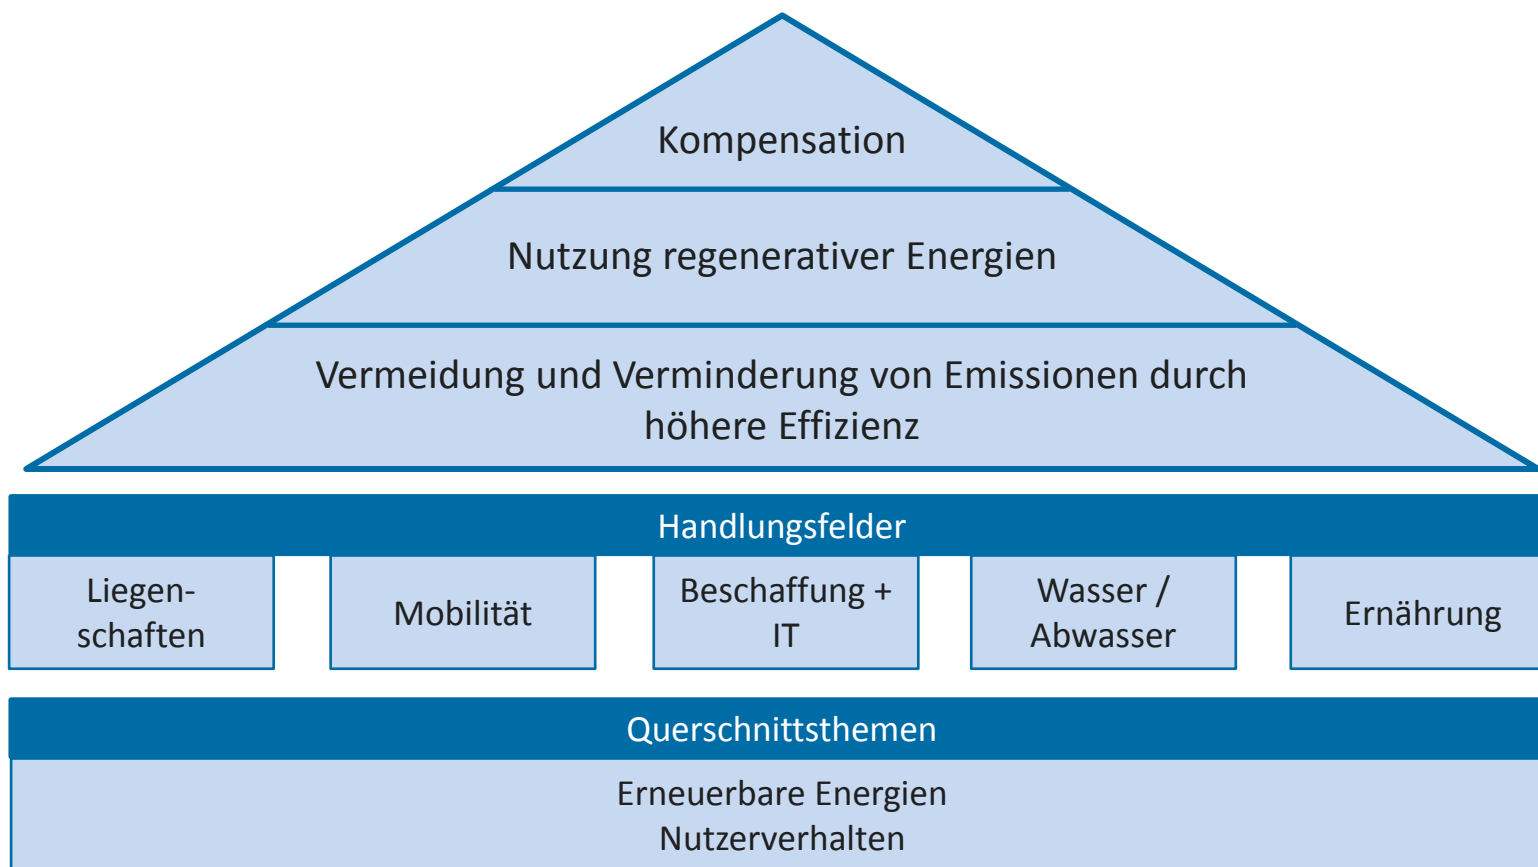 Kompensation
Nutzung regenerativer Energien
Vermeidung und Verminderung von Emissionen durch
höhere Effizienz
Handlungsfelder
Liegen-
schaften
Mobilität
Beschaffung +
IT
Wasser /
Abwasser
Ernährung
Querschnittsthemen
Erneuerbare Energien
Nutzerverhalten